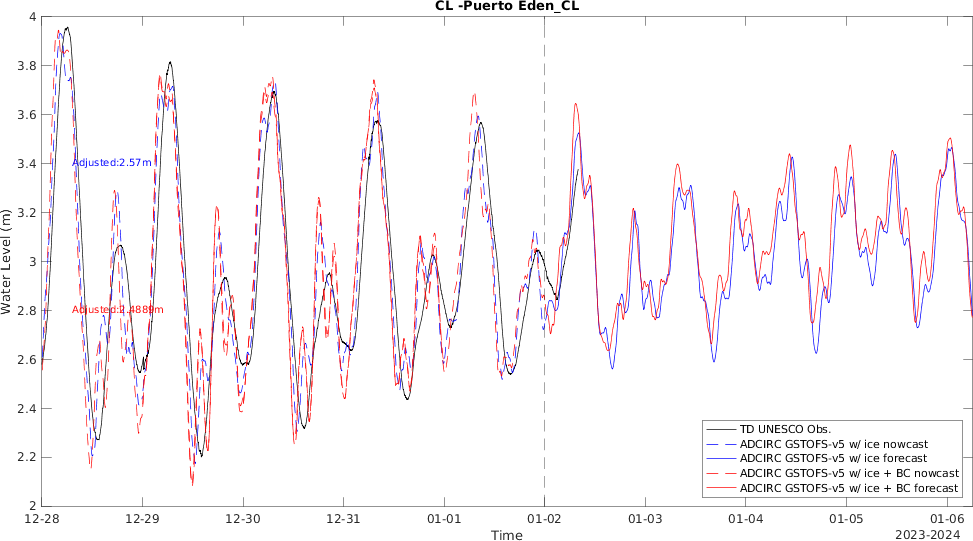 CL -Puerto Eden_CL
4
3.8
3.6
3.4
3.2
3
2.8
2.6
2.4
2.2
2
Water Level (m)
Adjusted:2.57m
Adjusted:2.4889m
TD UNESCO Obs.
ADCIRC GSTOFS-v5 w/ ice nowcast
ADCIRC GSTOFS-v5 w/ ice forecast
ADCIRC GSTOFS-v5 w/ ice + BC nowcast
ADCIRC GSTOFS-v5 w/ ice + BC forecast
12-28 12-29 12-30 12-31 01-01 01-02 01-03 01-04 01-05 01-06
Time
2023-2024